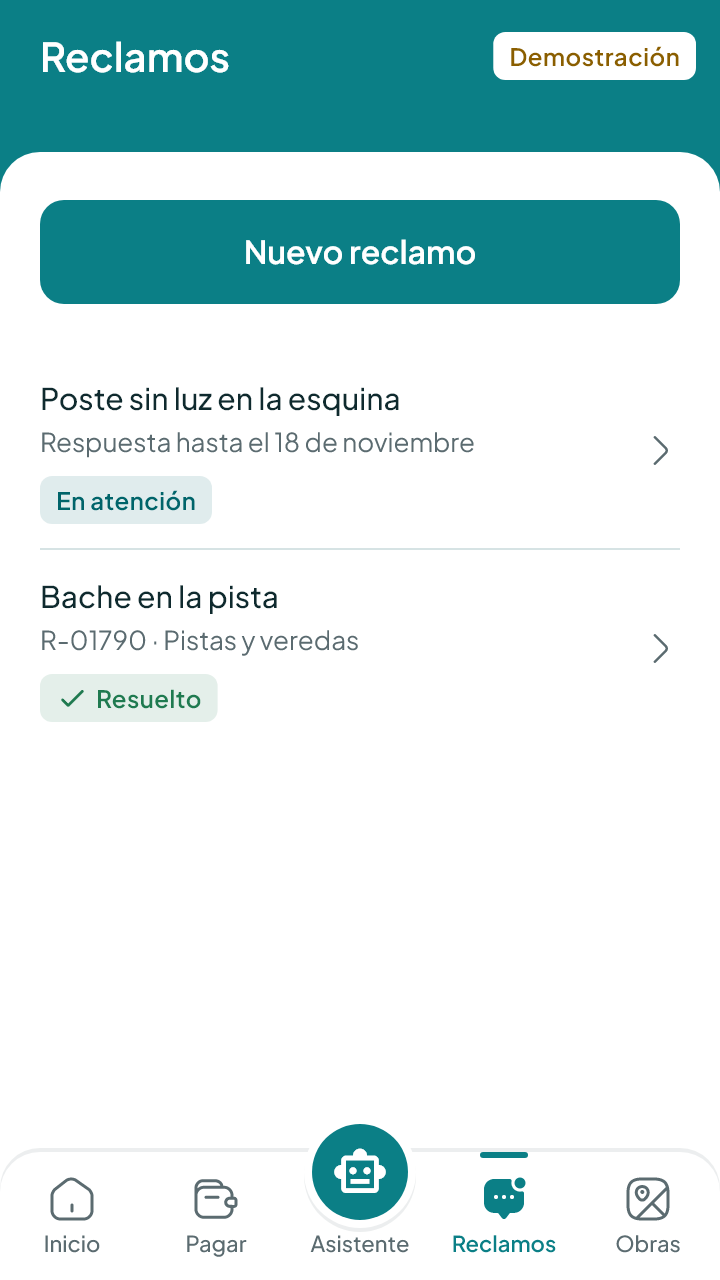 Reclamos
Demostración
Nuevo reclamo
Poste sin luz en la esquina
Respuesta hasta el 18 de noviembre
En atención
Bache en la pista
R-01790 · Pistas y veredas
Resuelto
Inicio
Pagar
Asistente
Reclamos
Obras